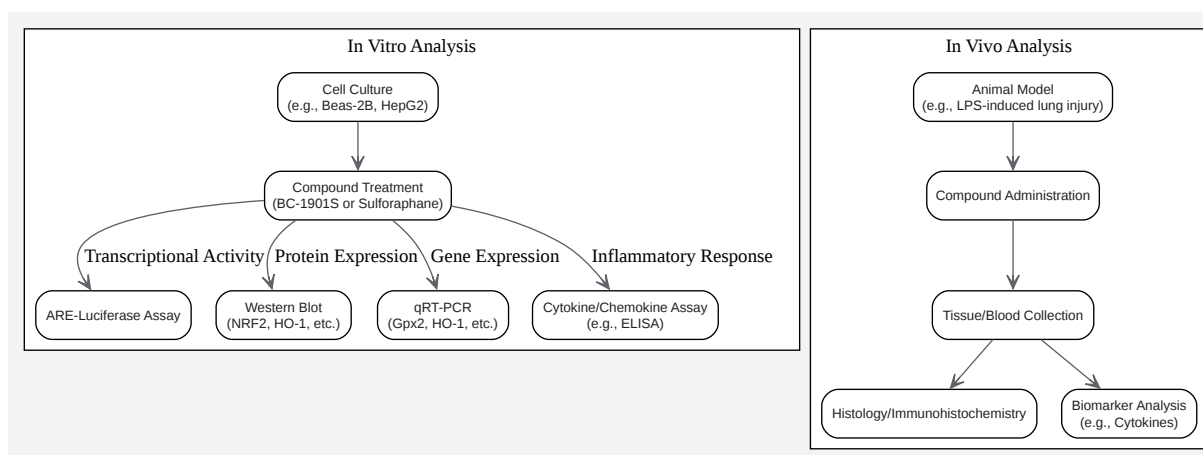 In Vitro Analysis
Cell Culture
(e.g., Beas-2B, HepG2)
Compound Treatment
(BC-1901S or Sulforaphane)
Transcriptional Activity
Protein Expression
Gene Expression
Inflammatory Response
ARE-Luciferase Assay
Western Blot
(NRF2, HO-1, etc.)
qRT-PCR
(Gpx2, HO-1, etc.)
Cytokine/Chemokine Assay
(e.g., ELISA)
In Vivo Analysis
Animal Model
(e.g., LPS-induced lung injury)
Compound Administration
Tissue/Blood Collection
Histology/Immunohistochemistry
Biomarker Analysis
(e.g., Cytokines)